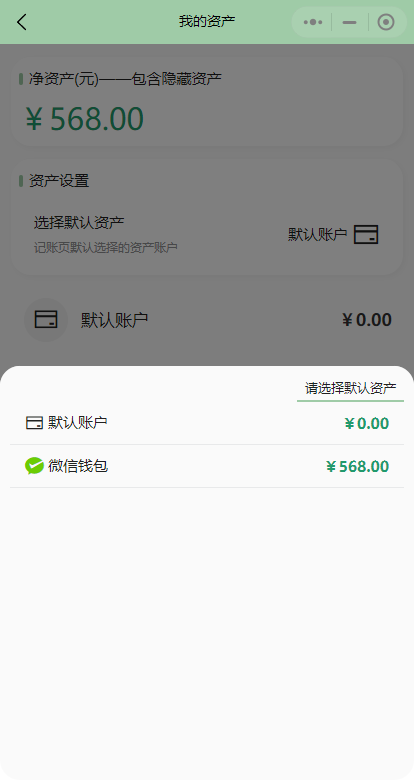 我的资产
净资产(元)——包含隐藏资产
¥568.00
资产设置
选择默认资产
默认账户
记账页默认选择的资产账户
默认账户 ¥0.00
请选择默认资产
默认账户 ¥0.00
微信钱包 ¥568.00